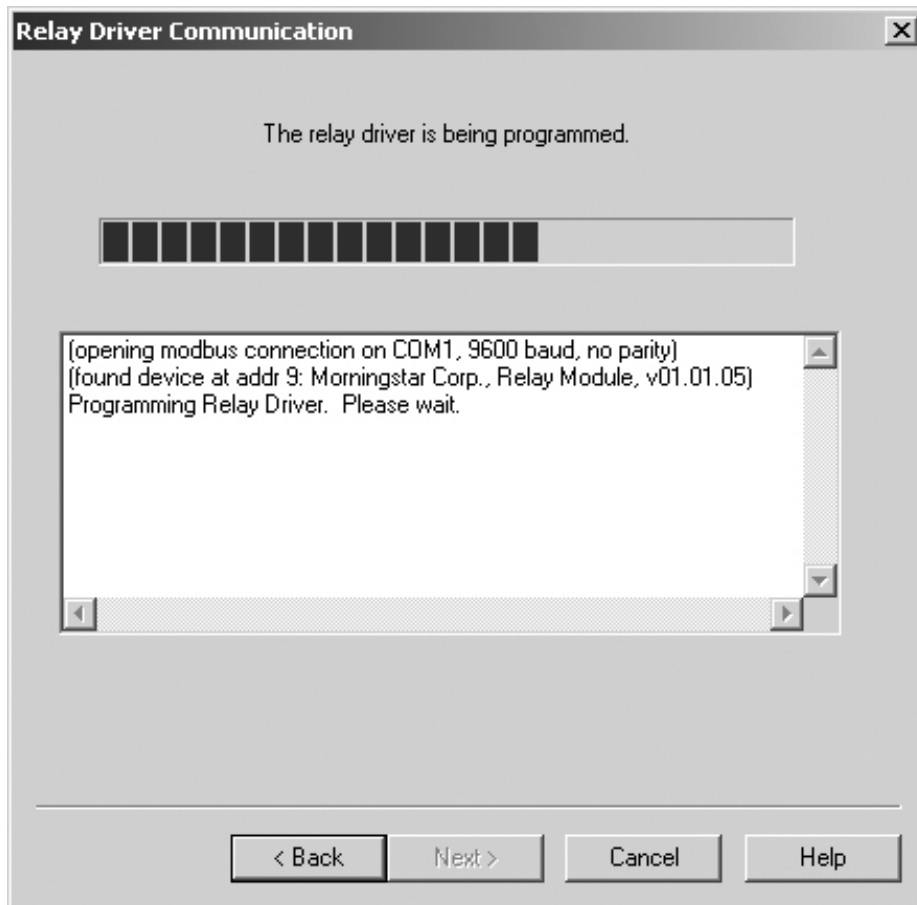 Relay Driver Communication
The relay driver is being programmed.
(opening modbus connection on COM1, 9600 baud, no parity)
(found device at addr 9: Morningstar Corp., Relay Module, v01.01.05)
Programming Relay Driver.  Please wait.
< Back
Next >
Cancel
Help